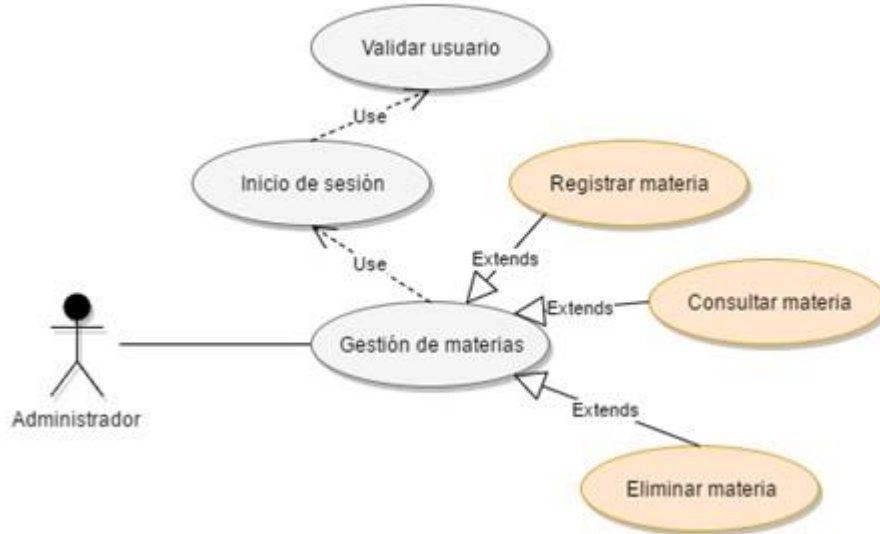 Validar usuario
Use
Inicio de sesión
Registrar materia
Use
Extends
Consultar materia
Extends
Gestión de materias
Administrador
Extends
Eliminar materia